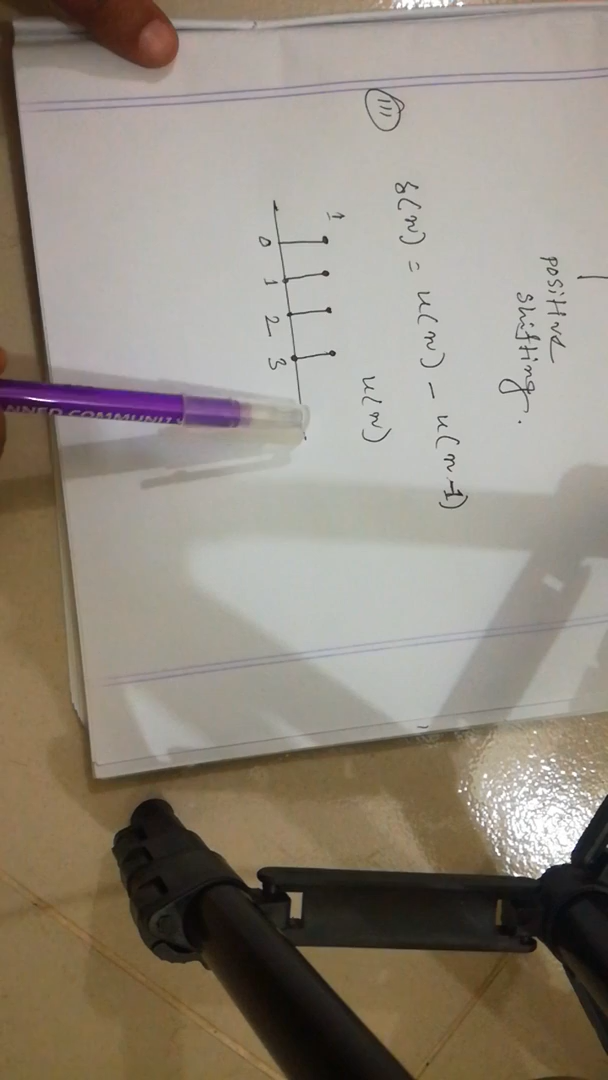 positive
shifting.
(III)
δ(n) = u(n) - u(n-1)
u(n)
1
0 1 2 3